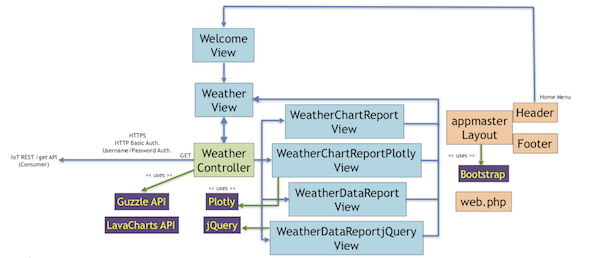 Welcome
View
Home Menu
Weather
View
Header
WeatherChartReport
View
appmaster
Layout
HTTPS
HTTP Basic Auth.
Username/Password Auth.
Footer
IoT REST /get API
(Consumer)
GET
Weather
Controller
WeatherChartReportPlotly
View
<< uses >>
<< uses >>
<< uses >>
Bootstrap
Guzzle API
Plotly
WeatherDataReport
View
web.php
LavaCharts API
jQuery
WeatherDataReportjQuery
View